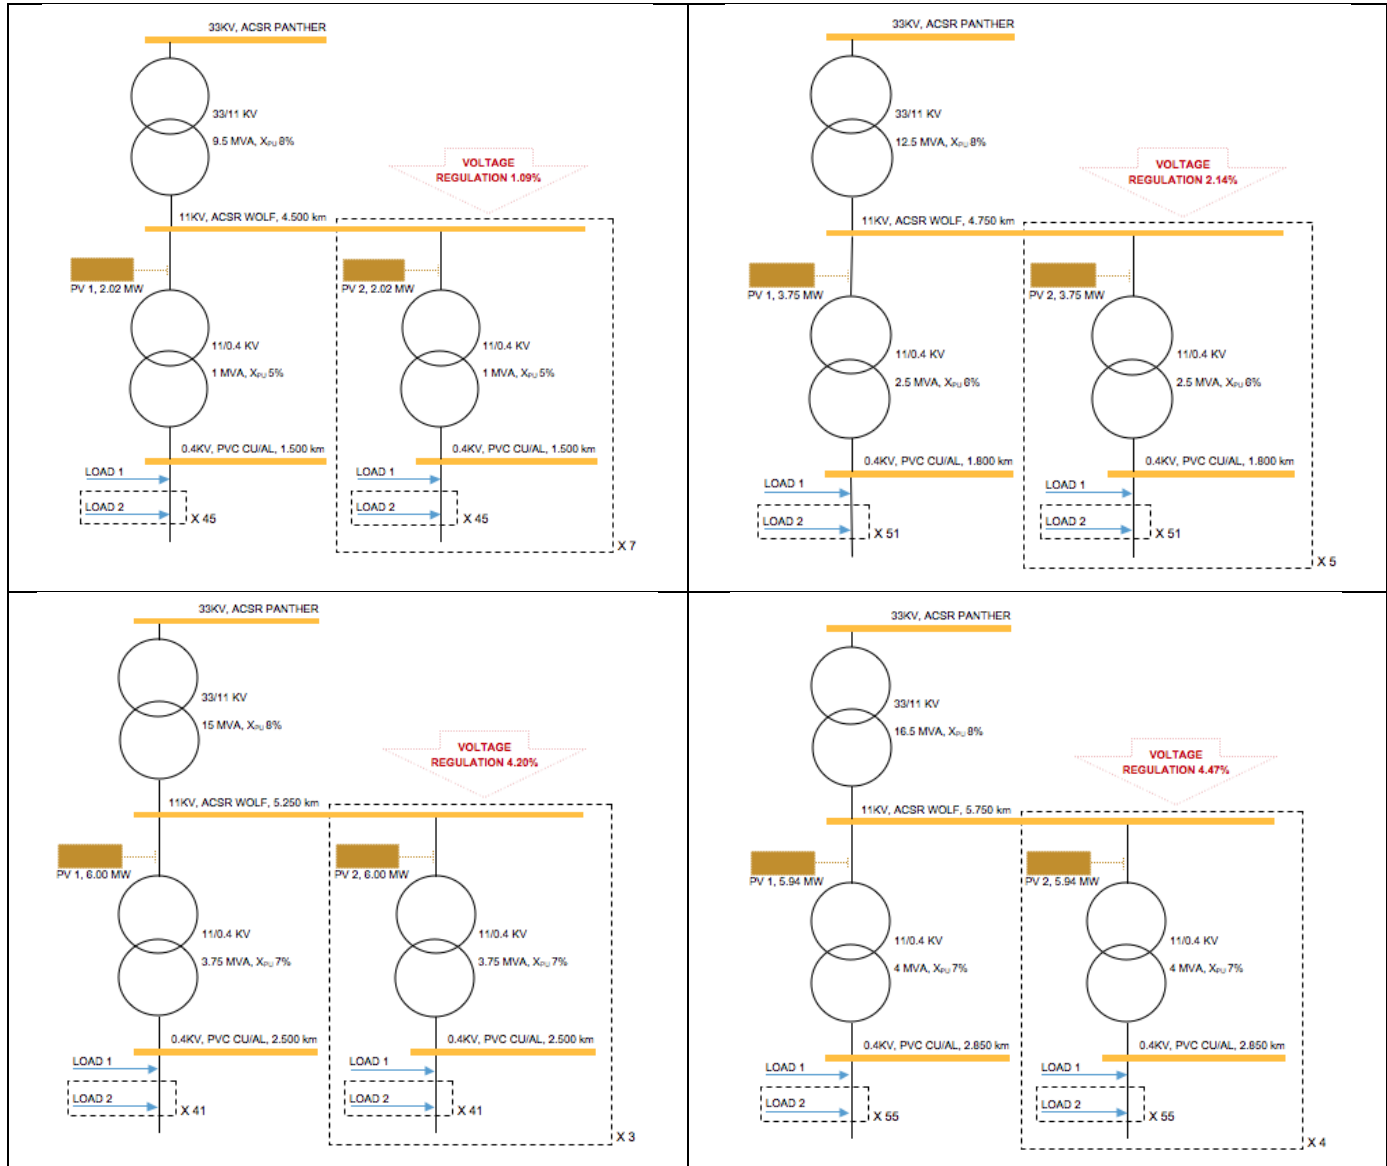 33KV, ACSR PANTHER
33/11 KV
9.5 MVA, XPU 8%
VOLTAGE
REGULATION 1.09%
11KV, ACSR WOLF, 4.500 km
PV 1, 2.02 MW
PV 2, 2.02 MW
11/0.4 KV
11/0.4 KV
1 MVA, XPU 5%
1 MVA, XPU 5%
0.4KV, PVC CU/AL, 1.500 km
0.4KV, PVC CU/AL, 1.500 km
LOAD 1
LOAD 1
LOAD 2
LOAD 2
X 45
X 45
X 7
33KV, ACSR PANTHER
33/11 KV
12.5 MVA, XPU 8%
VOLTAGE
REGULATION 2.14%
11KV, ACSR WOLF, 4.750 km
PV 1, 3.75 MW
PV 2, 3.75 MW
11/0.4 KV
11/0.4 KV
2.5 MVA, XPU 6%
2.5 MVA, XPU 6%
0.4KV, PVC CU/AL, 1.800 km
0.4KV, PVC CU/AL, 1.800 km
LOAD 1
LOAD 1
LOAD 2
LOAD 2
X 51
X 51
X 5
33KV, ACSR PANTHER
33/11 KV
15 MVA, XPU 8%
VOLTAGE
REGULATION 4.20%
11KV, ACSR WOLF, 5.250 km
PV 1, 6.00 MW
PV 2, 6.00 MW
11/0.4 KV
11/0.4 KV
3.75 MVA, XPU 7%
3.75 MVA, XPU 7%
0.4KV, PVC CU/AL, 2.500 km
0.4KV, PVC CU/AL, 2.500 km
LOAD 1
LOAD 1
LOAD 2
LOAD 2
X 41
X 41
X 3
33KV, ACSR PANTHER
33/11 KV
16.5 MVA, XPU 8%
VOLTAGE
REGULATION 4.47%
11KV, ACSR WOLF, 5.750 km
PV 1, 5.94 MW
PV 2, 5.94 MW
11/0.4 KV
11/0.4 KV
4 MVA, XPU 7%
4 MVA, XPU 7%
0.4KV, PVC CU/AL, 2.850 km
0.4KV, PVC CU/AL, 2.850 km
LOAD 1
LOAD 1
LOAD 2
LOAD 2
X 55
X 55
X 4